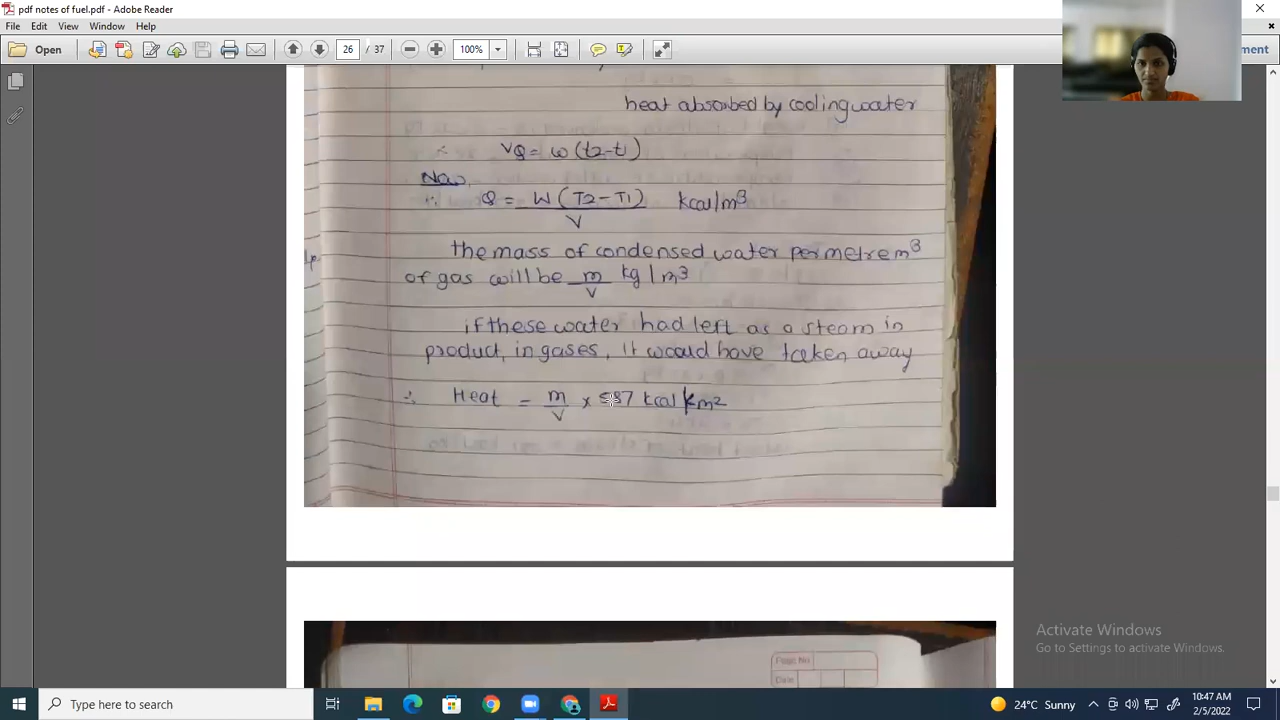 pdf notes of fuel.pdf - Adobe Reader
File Edit View Window Help
Open 26 / 37 100% ment
heat absorbed by cooling water
∴ VQ = W(t2-t1)
Now,
∴ Q = W(T2-T1) / V kcal/m3
the mass of condensed water per metre m3
of gas will be m/V kg/m3
if these water had left as a steam in
product, in gases, it would have taken away
∴ Heat = m/V × 587 kcal/km2
Page No
Date
Activate Windows
Go to Settings to activate Windows.
Type here to search
24°C Sunny
10:47 AM
2/5/2022